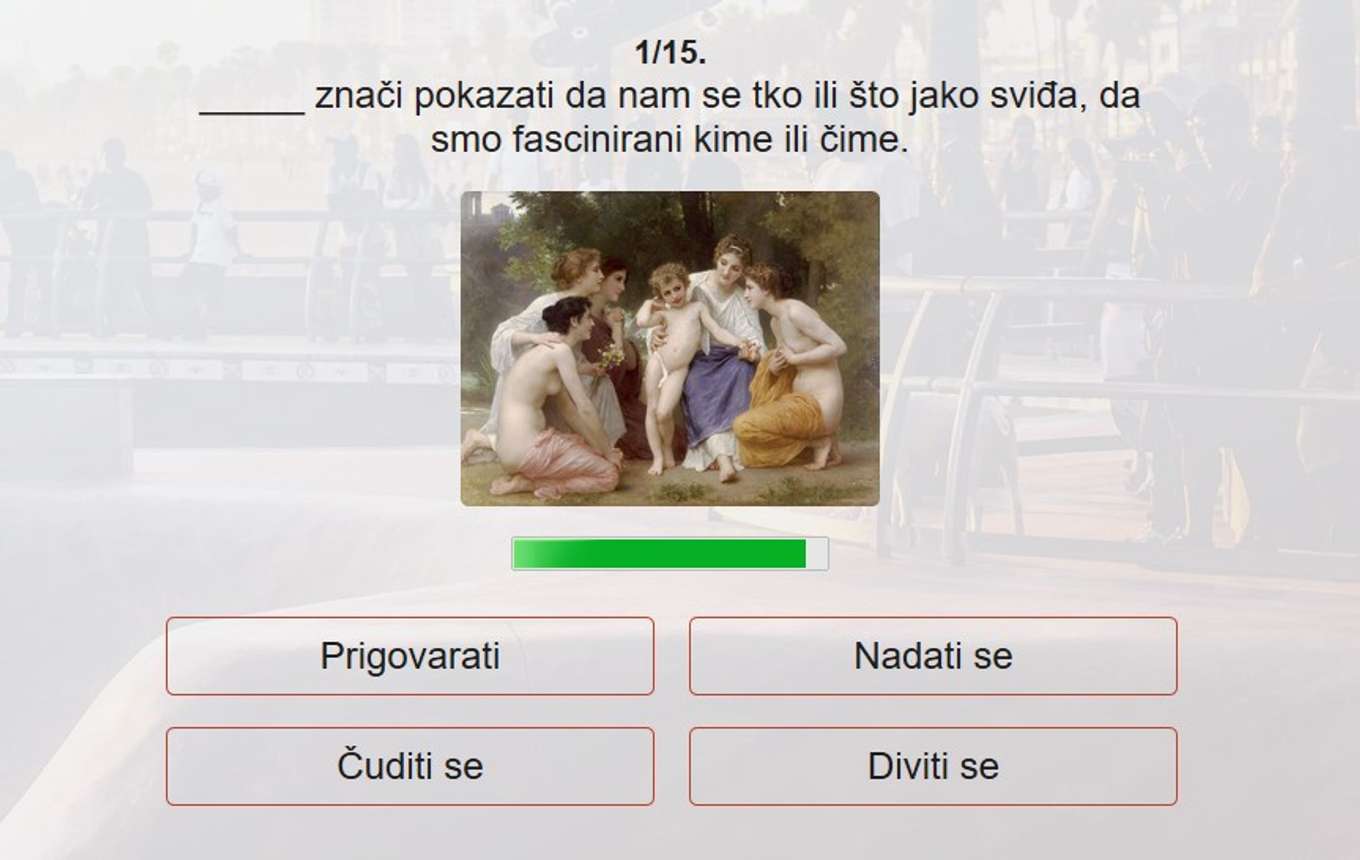 1/15.
______ znači pokazati da nam se tko ili što jako sviđa, da
smo fascinirani kime ili čime.
Prigovarati
Nadati se
Čuditi se
Diviti se